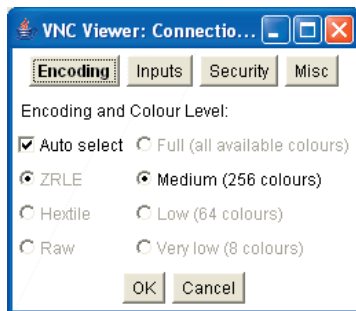 VNC Viewer: Connectio...
Encoding Inputs Security Misc
Encoding and Colour Level:
Auto select Full (all available colours)
ZRLE Medium (256 colours)
Hextile Low (64 colours)
Raw Very low (8 colours)
OK Cancel